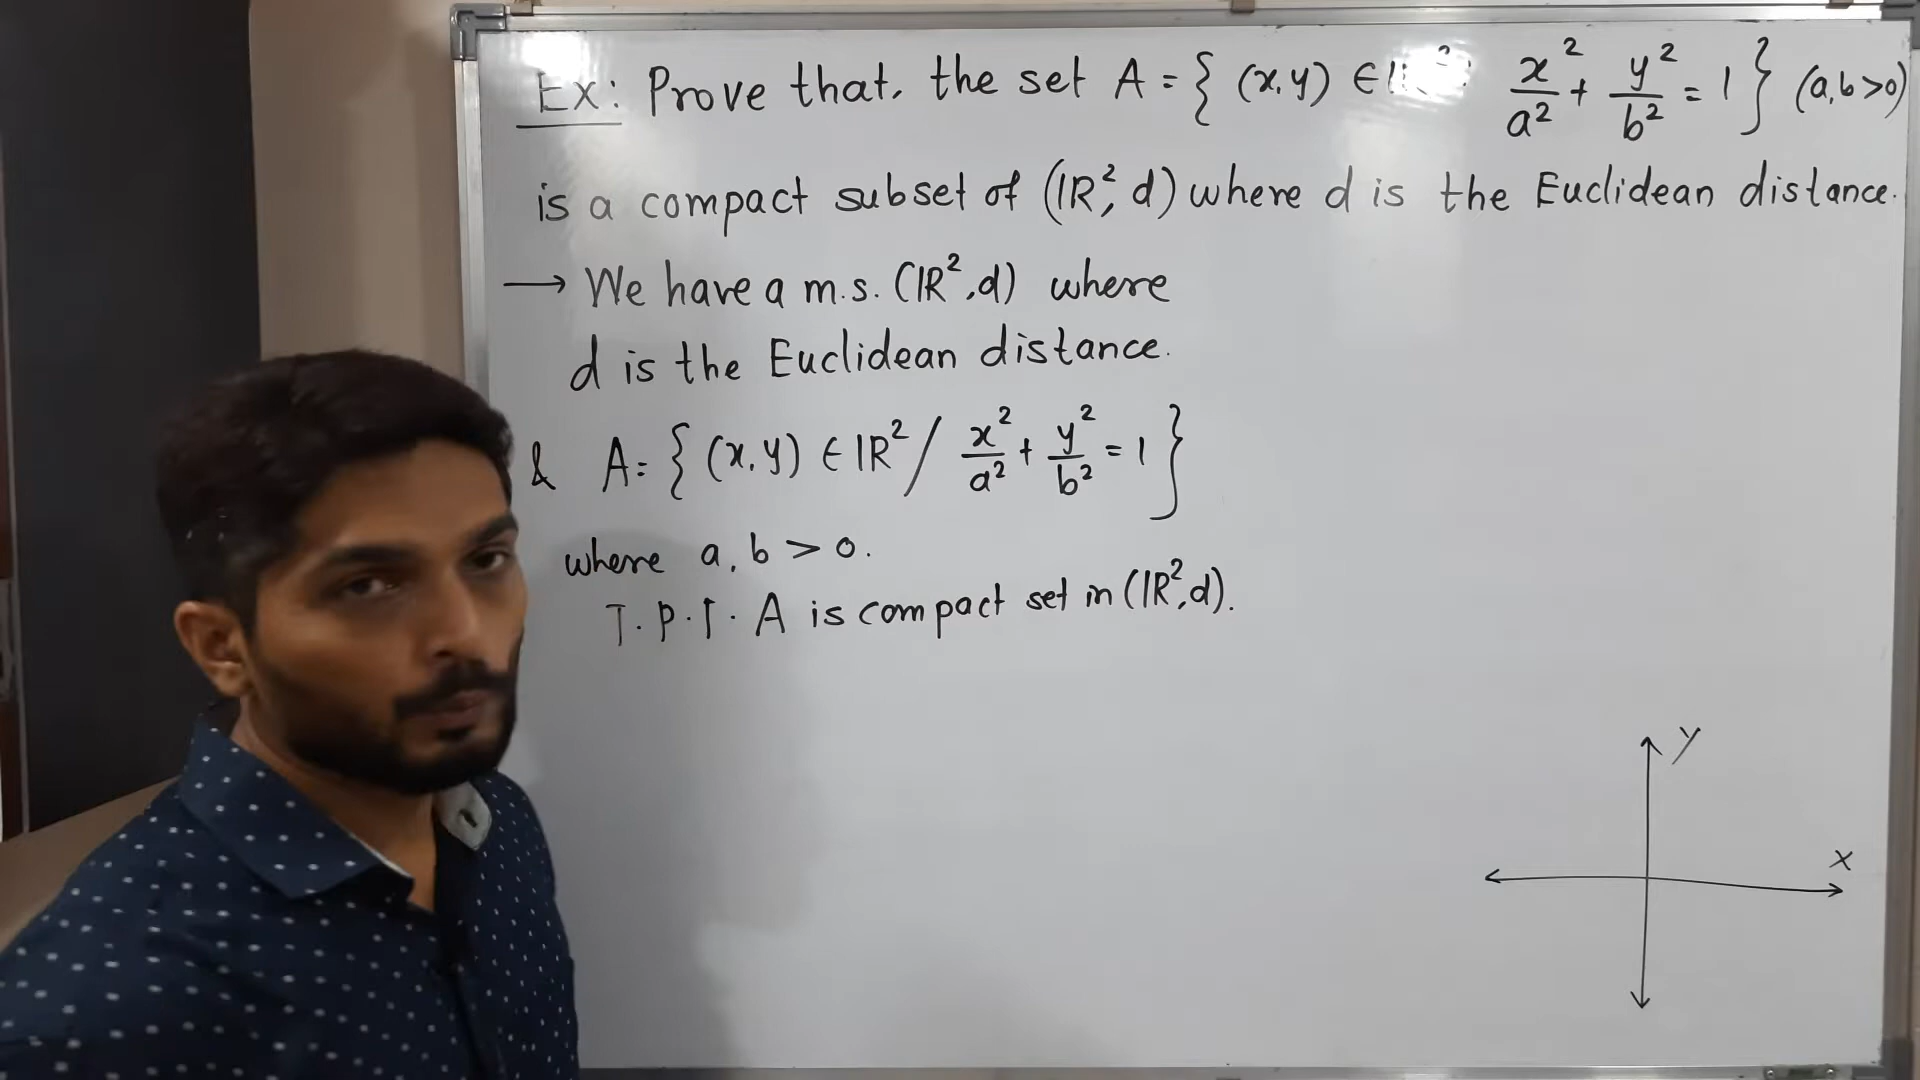 Ex: Prove that, the set A = { (x,y) ∈ x²/a² + y²/b² = 1 } (a,b >0)
is a compact subset of (IR², d) where d is the Euclidean distance.
→ We have a m.s. (IR², d) where
d is the Euclidean distance.
& A = { (x,y) ∈ IR² / x²/a² + y²/b² = 1 }
where a, b > 0.
T.P.T. A is compact set in (IR², d).
y
x